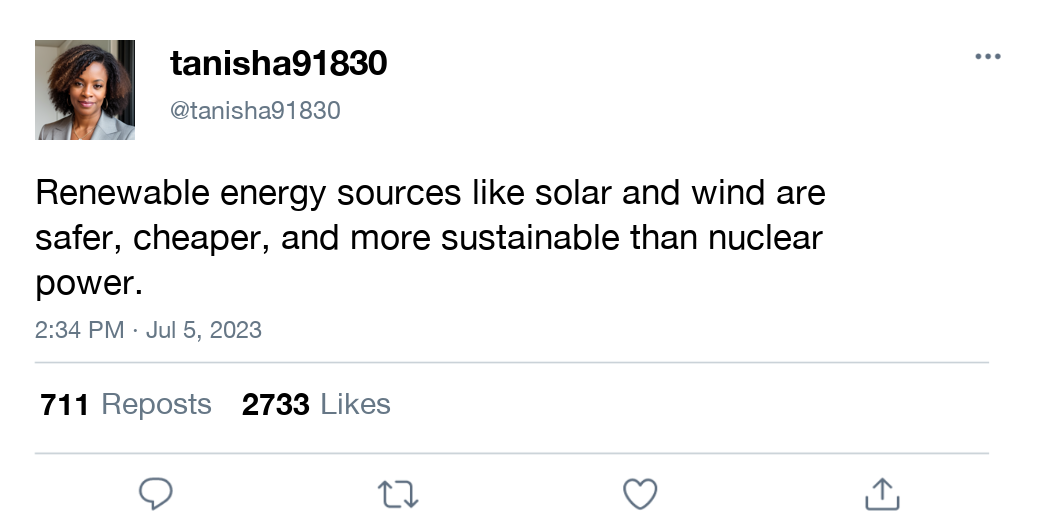 tanisha91830
@tanisha91830
Renewable energy sources like solar and wind are
safer, cheaper, and more sustainable than nuclear
power.
2:34 PM · Jul 5, 2023
711 Reposts 2733 Likes